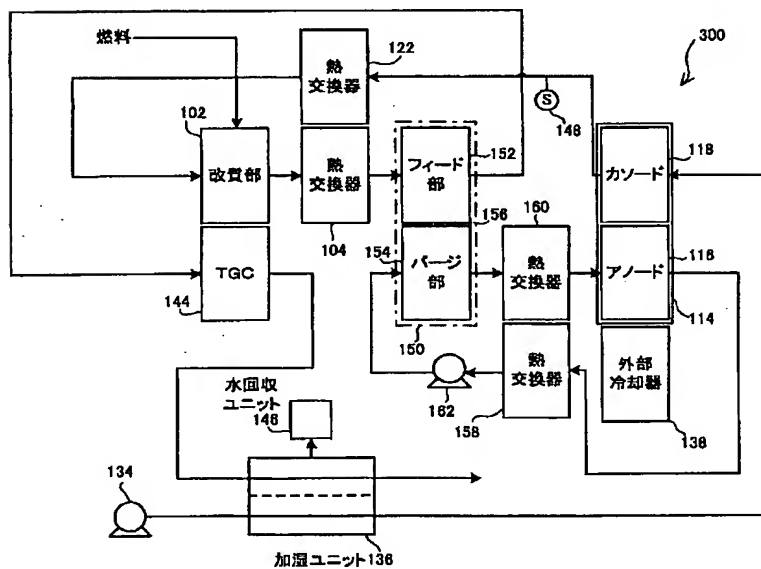 燃料
122
熱
交換器
300
S
148
102
改質部
熱
交換器
104
フィード
部
152
156
カソード
118
160
154
パージ
部
150
熱
交換器
アノード
116
114
TGC
144
162
熱
交換器
158
外部
冷却器
138
水回収
ユニット
146
134
加湿ユニット136